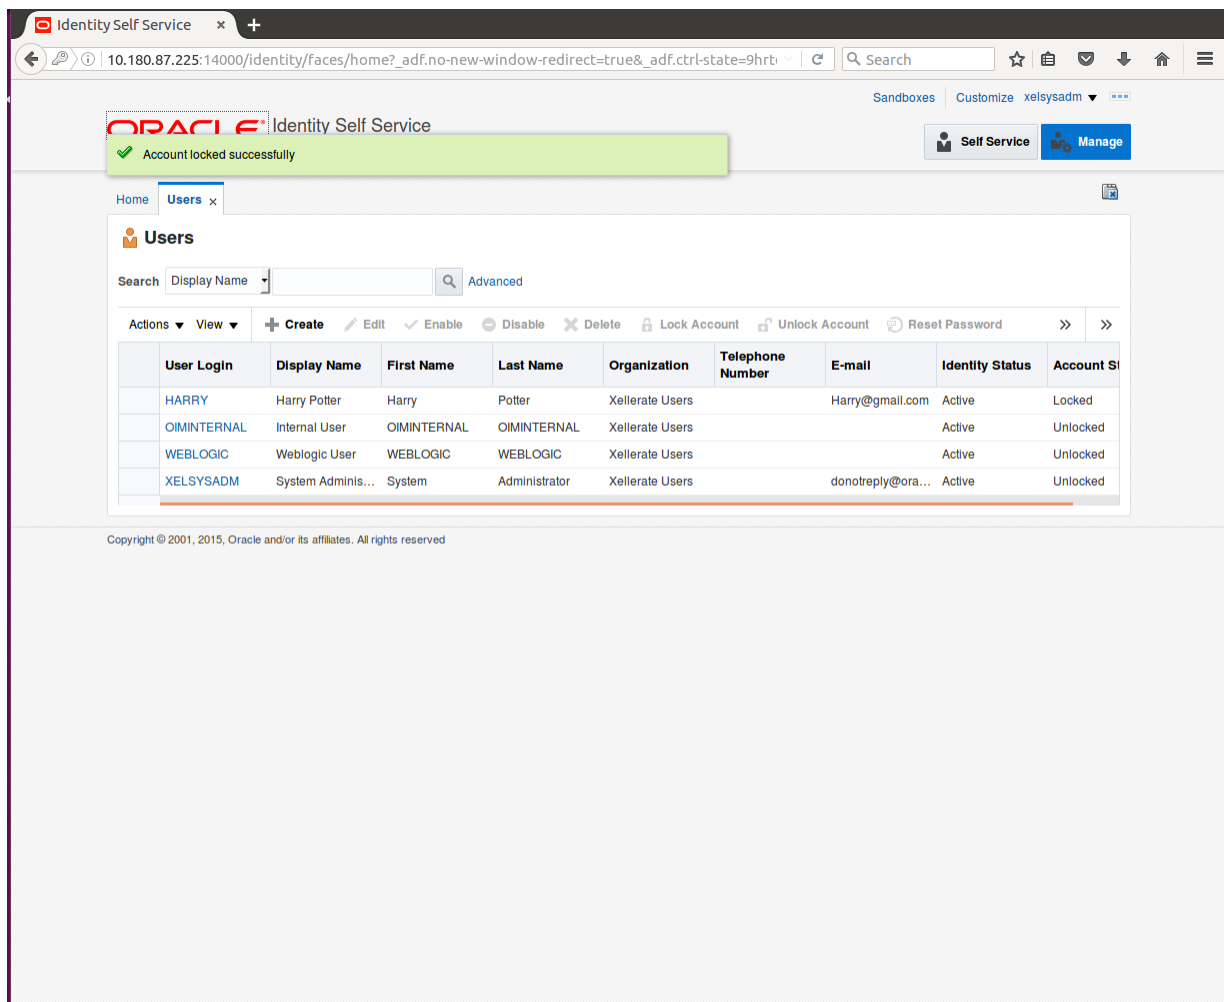 Identity Self Service
10.180.87.225:14000/identity/faces/home?_adf.no-new-window-redirect=true&_adf.ctrl-state=9hrt
Search
Sandboxes Customize xelsysadm
ORACLE Identity Self Service
Account locked successfully
Self Service Manage
Home Users
Users
Search Display Name Advanced
Actions View Create Edit Enable Disable Delete Lock Account Unlock Account Reset Password
User Login Display Name First Name Last Name Organization Telephone Number E-mail Identity Status Account St
HARRY Harry Potter Harry Potter Xellerate Users Harry@gmail.com Active Locked
OIMINTERNAL Internal User OIMINTERNAL OIMINTERNAL Xellerate Users Active Unlocked
WEBLOGIC Weblogic User WEBLOGIC WEBLOGIC Xellerate Users Active Unlocked
XELSYSADM System Adminis... System Administrator Xellerate Users donotreply@ora... Active Unlocked
Copyright © 2001, 2015, Oracle and/or its affiliates. All rights reserved